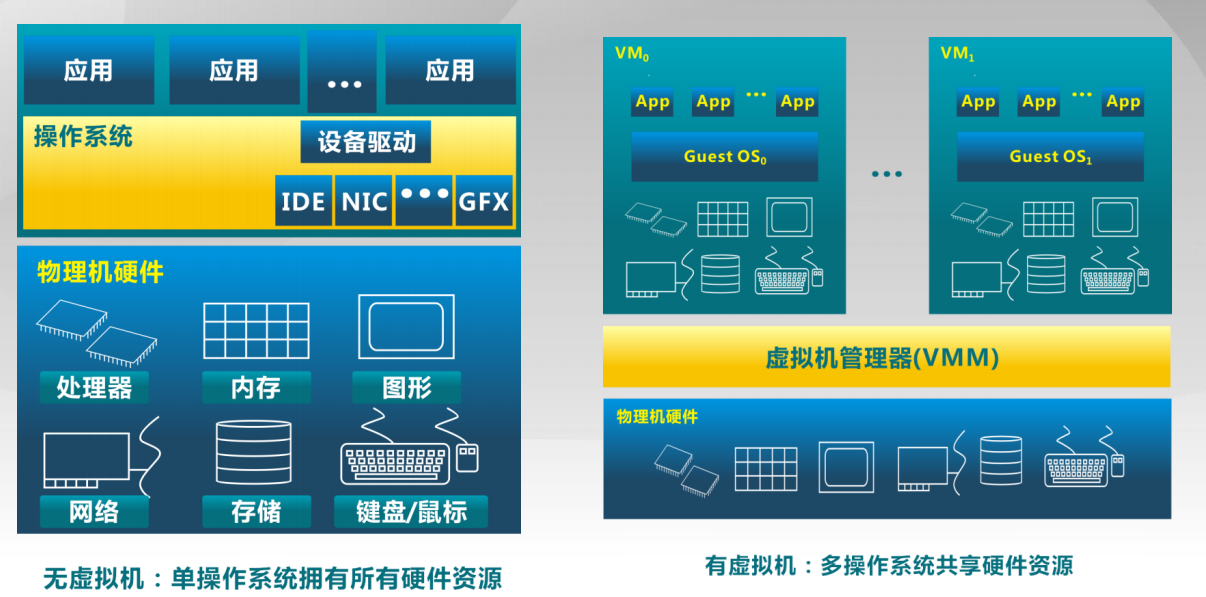 应用
应用
•••
应用
操作系统
设备驱动
IDE
NIC
•••
GFX
物理机硬件
处理器
内存
图形
网络
存储
键盘/鼠标
无虚拟机：单操作系统拥有所有硬件资源
VM₀
App
App
•••
App
Guest OS₀
•••
VM₁
App
App
•••
App
Guest OS₁
虚拟机管理器(VMM)
物理机硬件
有虚拟机：多操作系统共享硬件资源